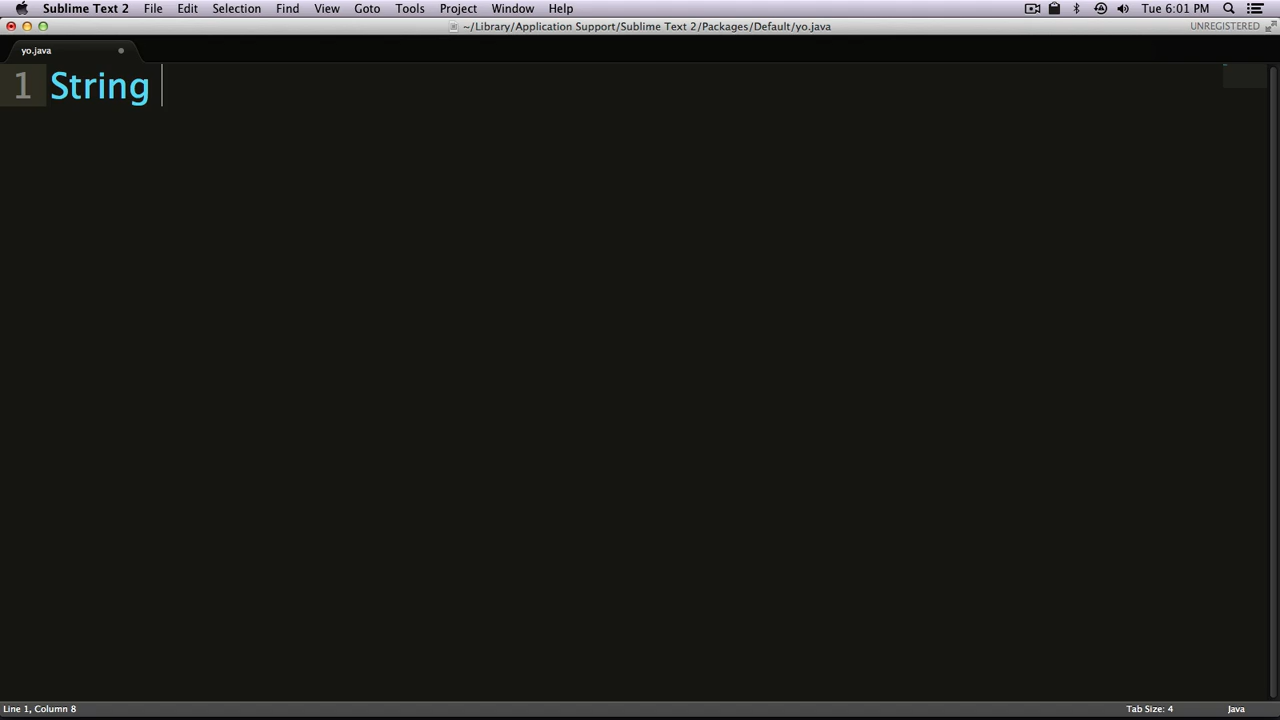 Sublime Text 2 File Edit Selection Find View Goto Tools Project Window Help Tue 6:01 PM
~/Library/Application Support/Sublime Text 2/Packages/Default/yo.java UNREGISTERED
yo.java
1 String
Line 1, Column 8 Tab Size: 4 Java